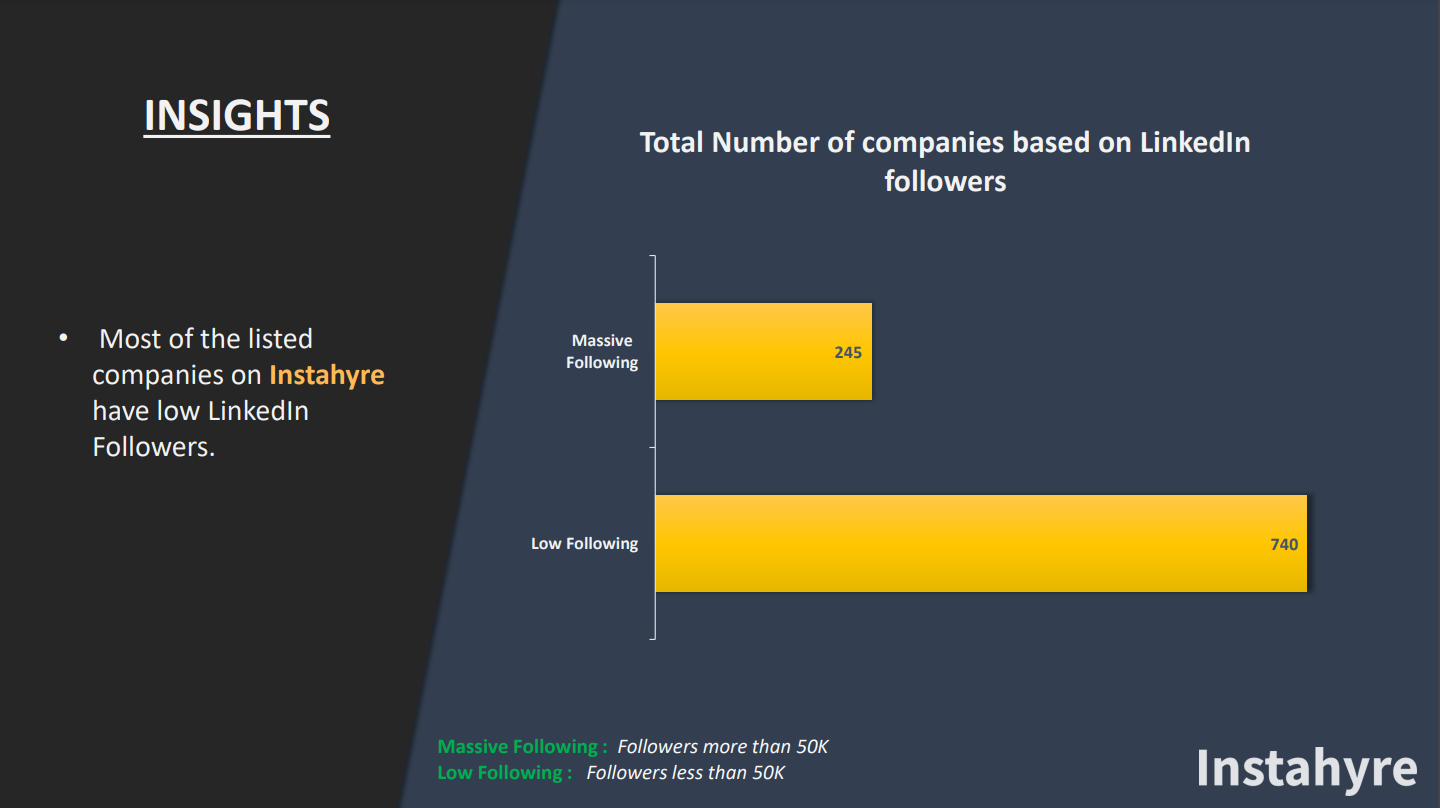 INSIGHTS
• Most of the listed
companies on Instahyre
have low LinkedIn
Followers.
Total Number of companies based on LinkedIn
followers
Massive
Following
245
Low Following
740
Massive Following : Followers more than 50K
Low Following : Followers less than 50K
Instahyre